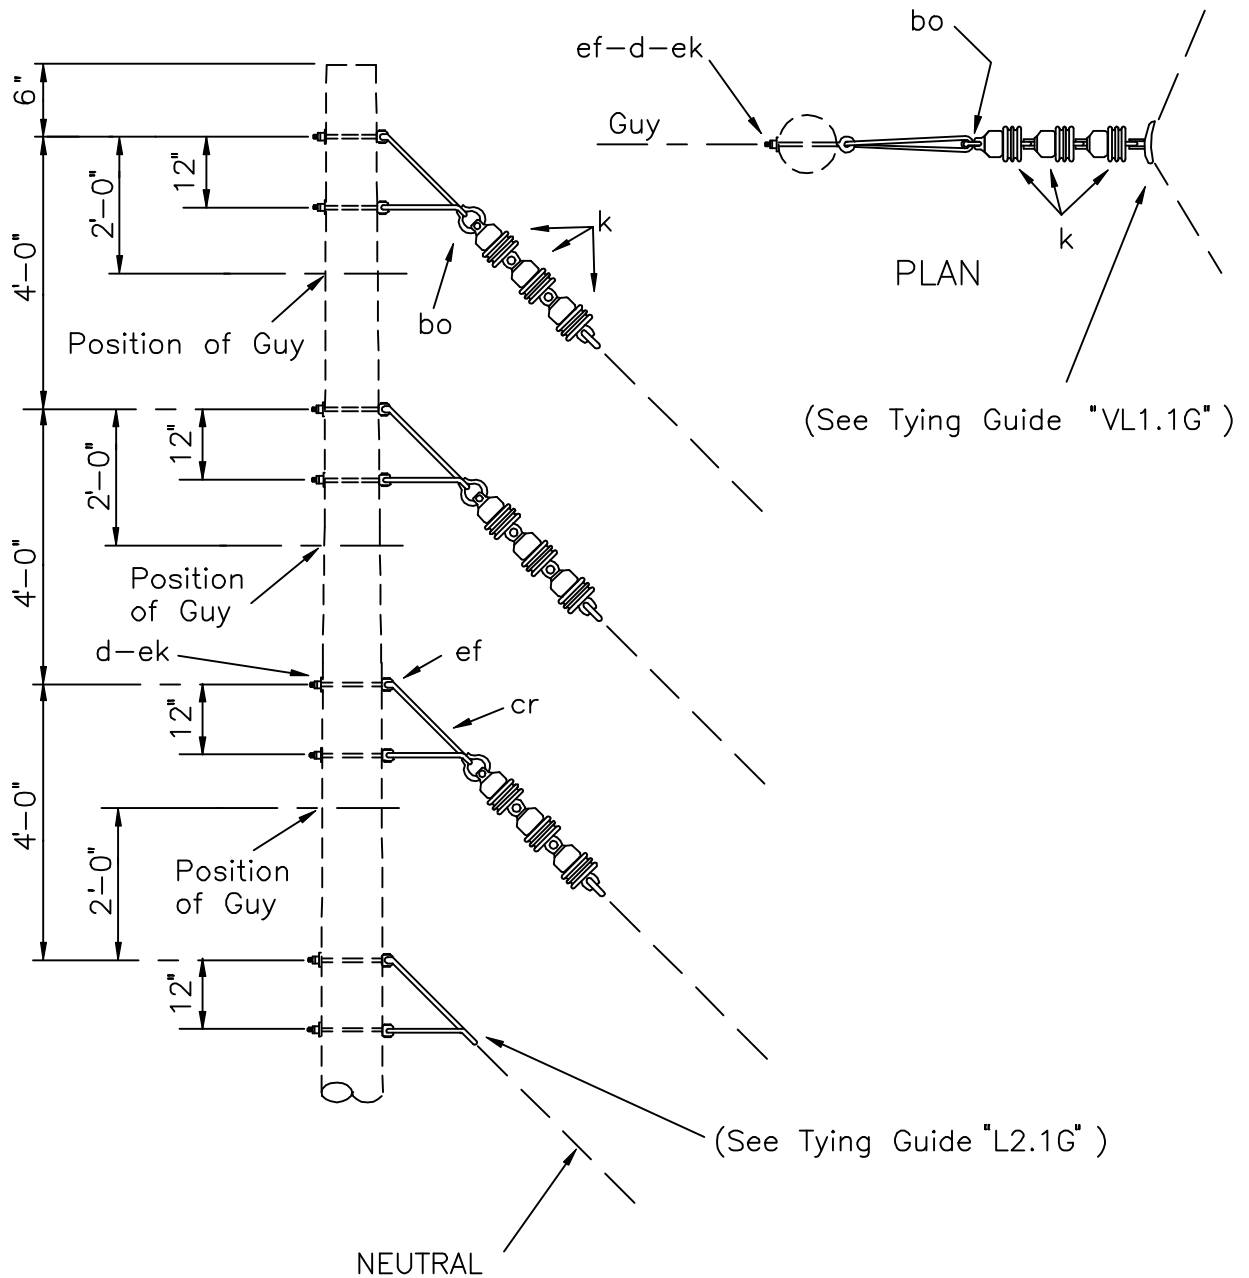 bo
ef-d-ek
6"
Guy
12"
2'-0"
4'-0"
k
k
PLAN
bo
Position of Guy
(See Tying Guide "VL1.1G")
12"
2'-0"
4'-0"
Position
of Guy
d-ek
ef
cr
12"
4'-0"
2'-0"
Position
of Guy
12"
(See Tying Guide "L2.1G")
NEUTRAL